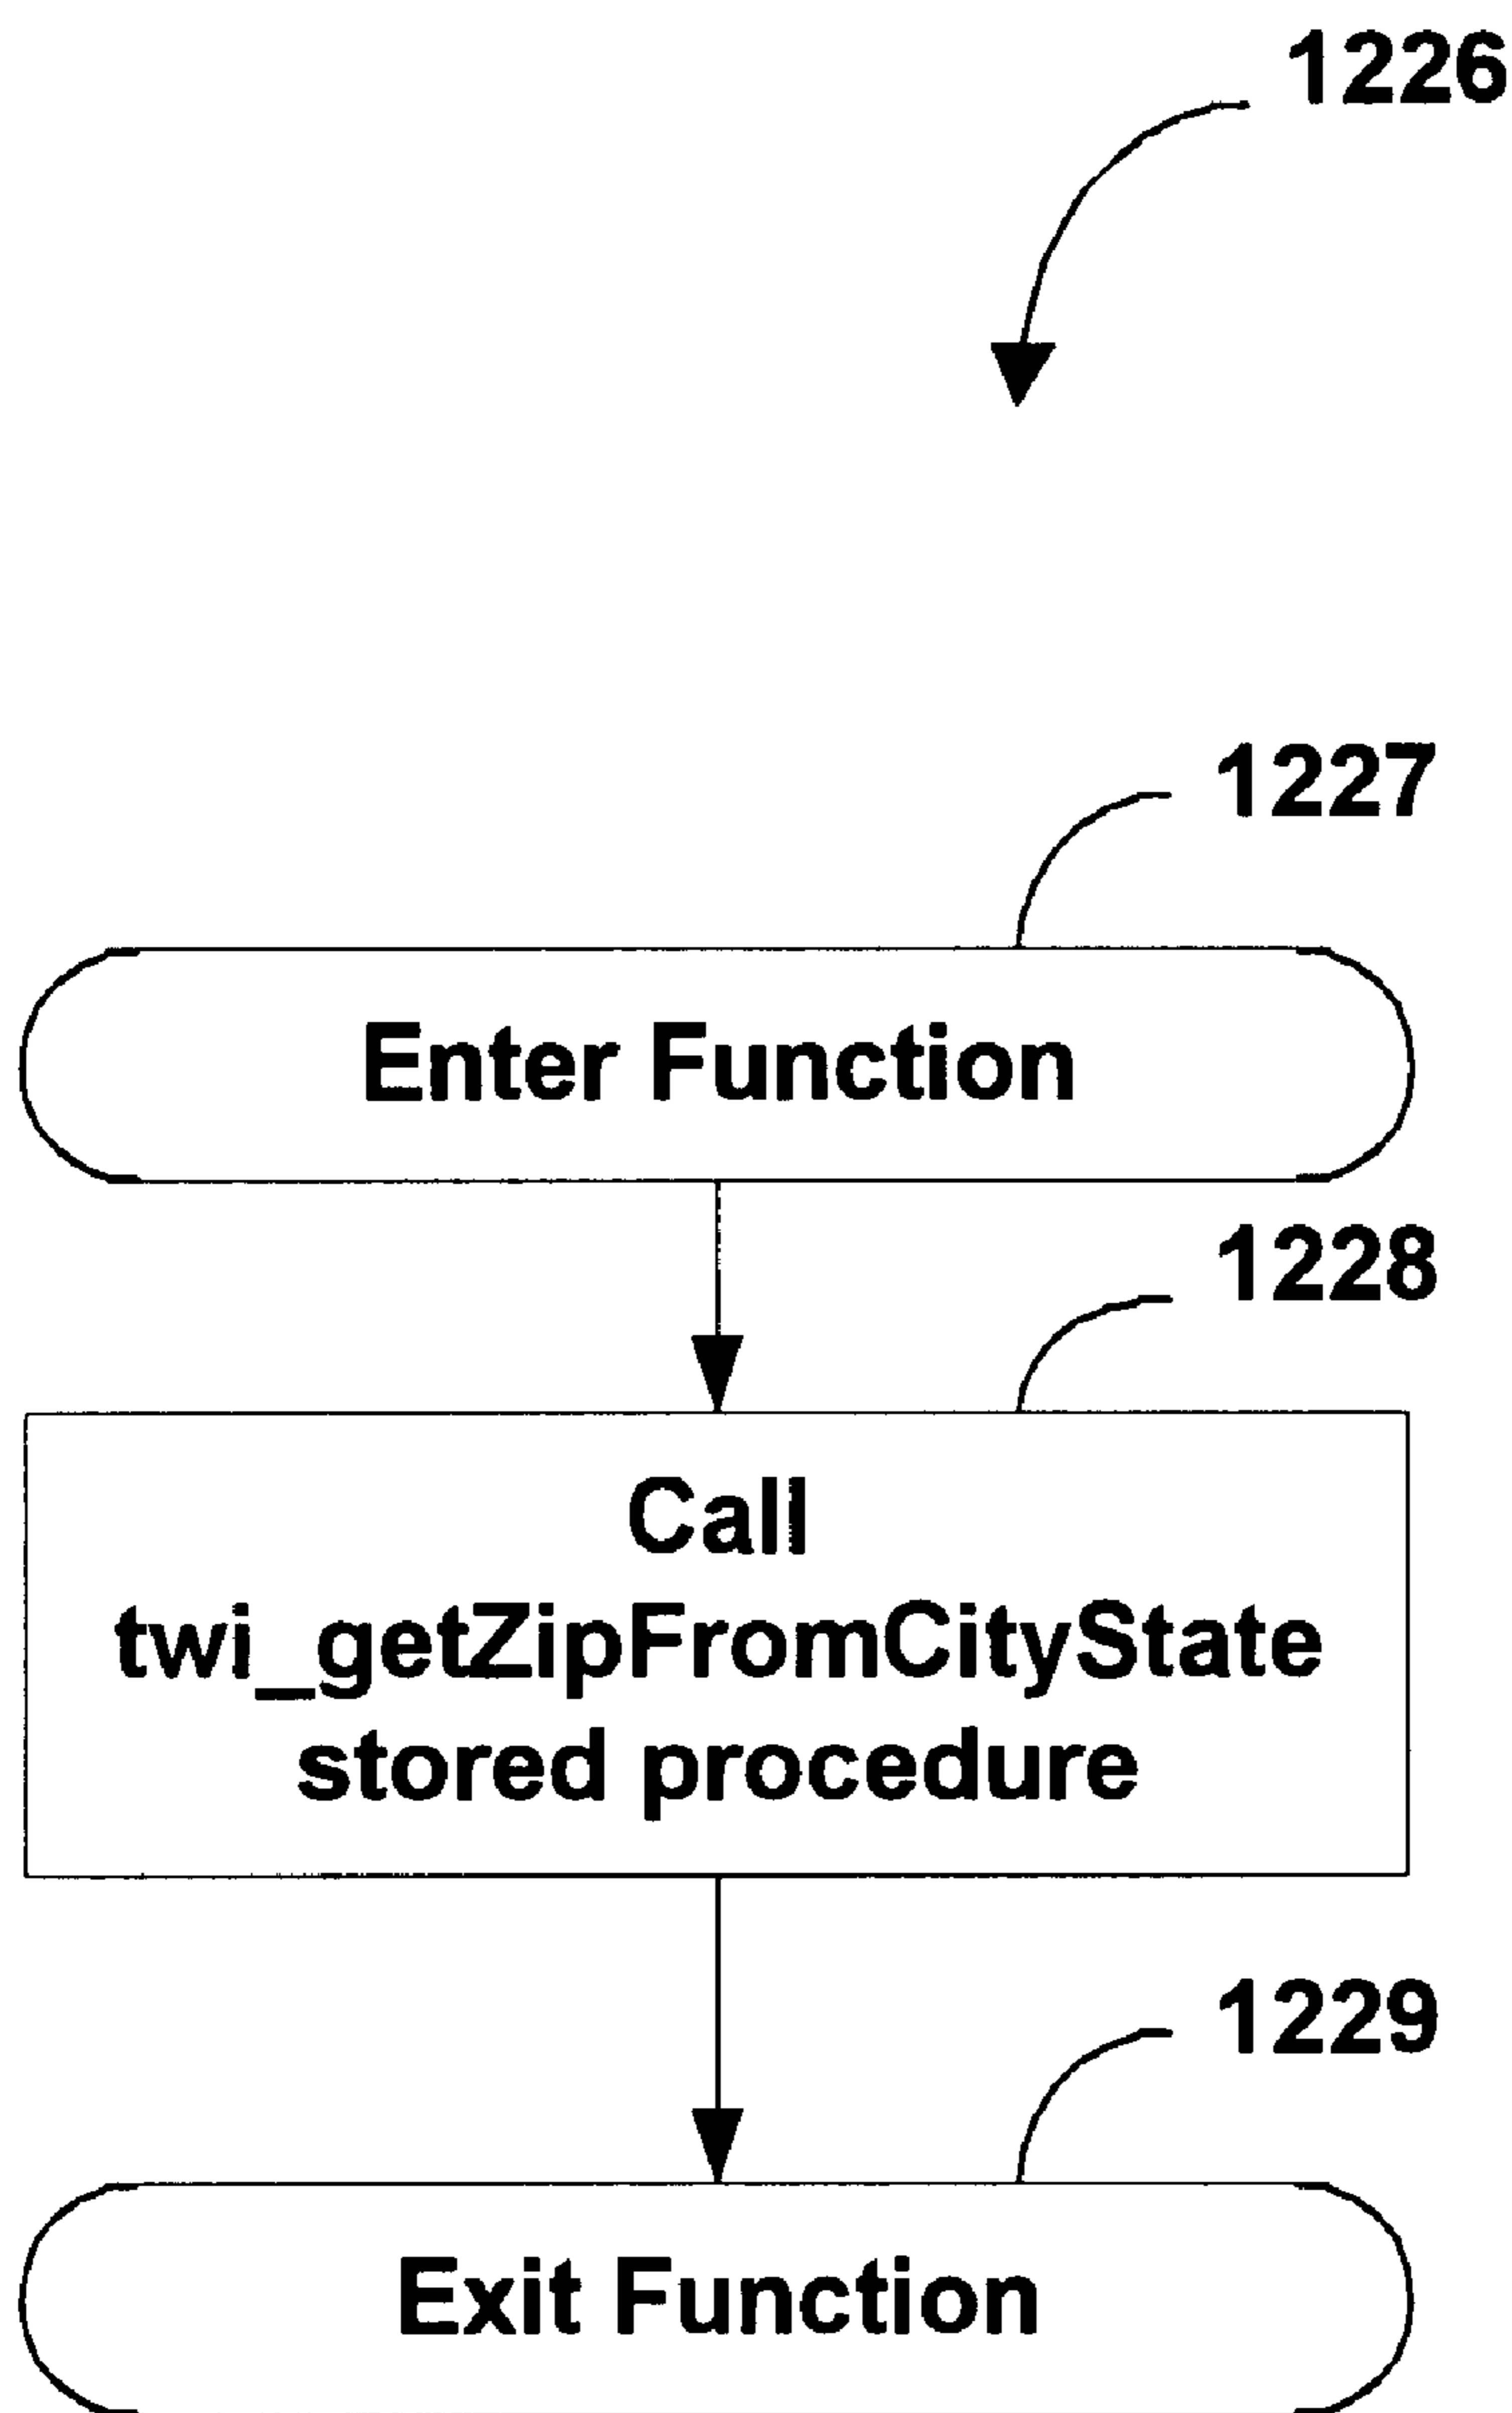 1226
1227
Enter Function
1228
Call
twi_getZipFromCityState
stored procedure
1229
Exit Function